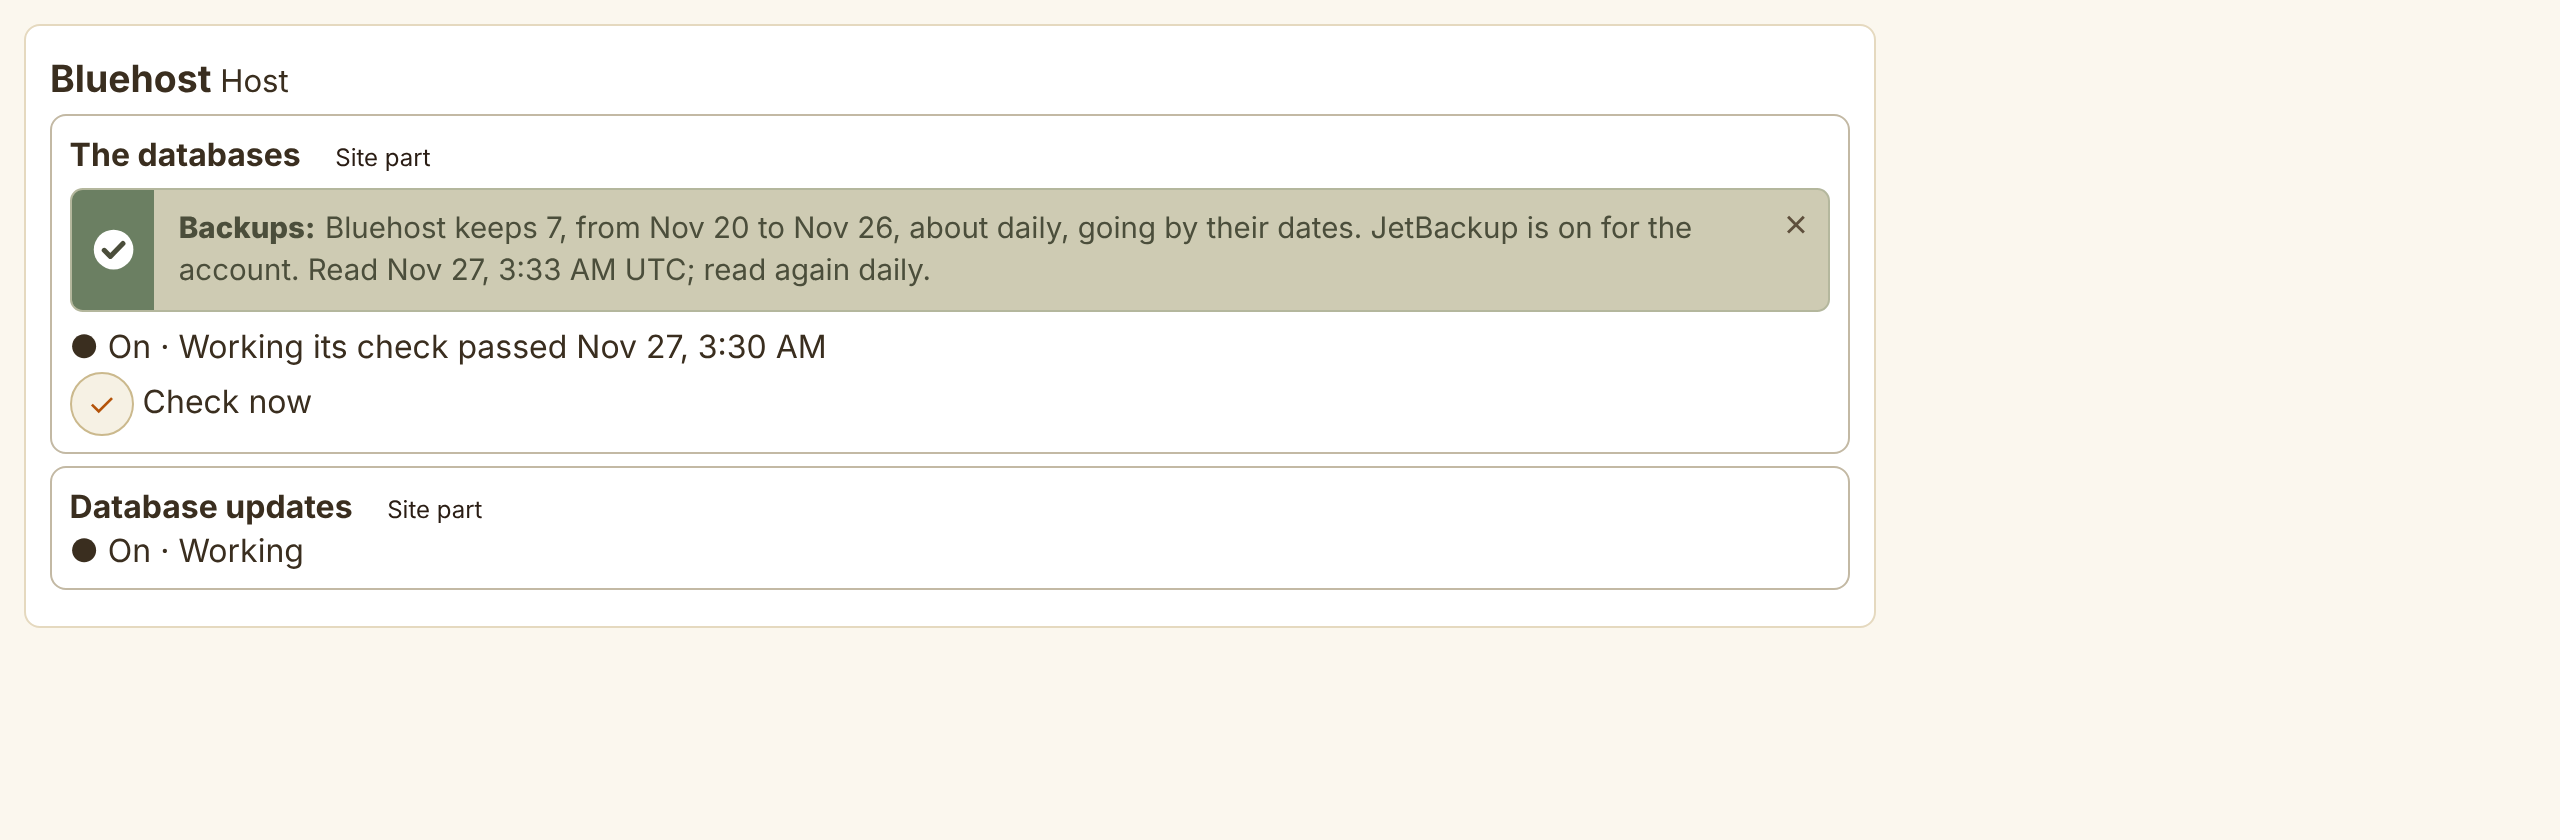 Bluehost Host
The databases Site part
Backups: Bluehost keeps 7, from Nov 20 to Nov 26, about daily, going by their dates. JetBackup is on for the
account. Read Nov 27, 3:33 AM UTC; read again daily.
On · Working its check passed Nov 27, 3:30 AM
Check now
Database updates Site part
On · Working